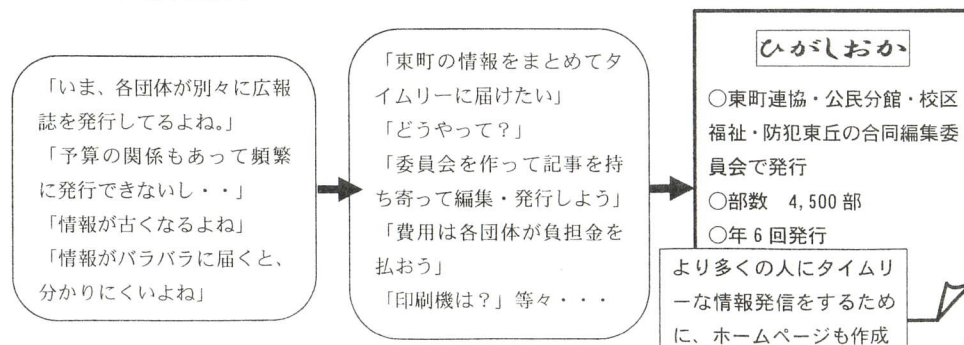 「いま、各団体が別々に広報
誌を発行してるよね。」
「予算の関係もあって頻繁
に発行できないし・・」
「情報が古くなるよね」
「情報がバラバラに届くと、
分かりにくいよね」
「東町の情報をまとめてタ
イムリーに届けたい」
「どうやって？」
「委員会を作って記事を持
ち寄って編集・発行しよう」
「費用は各団体が負担金を
払おう」
「印刷機は？」等々・・・
ひがしおか
○東町連協・公民分館・校区
福祉・防犯東丘の合同編集委
員会で発行
○部数　4,500 部
○年 6 回発行
より多くの人にタイムリ
ーな情報発信をするため
に、ホームページも作成